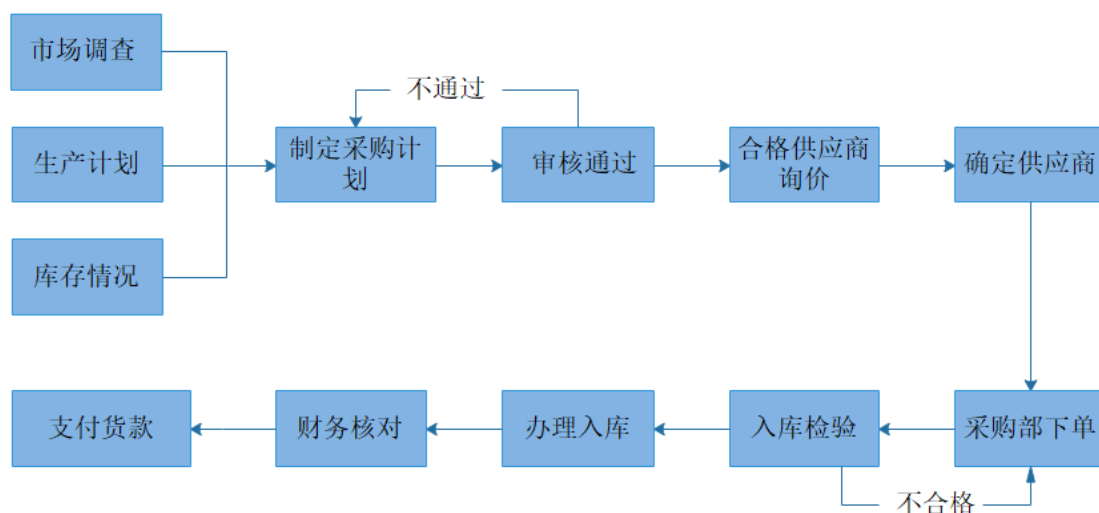 市场调查
不通过
生产计划
制定采购计
划
审核通过
合格供应商
询价
确定供应商
库存情况
支付货款
财务核对
办理入库
入库检验
采购部下单
不合格